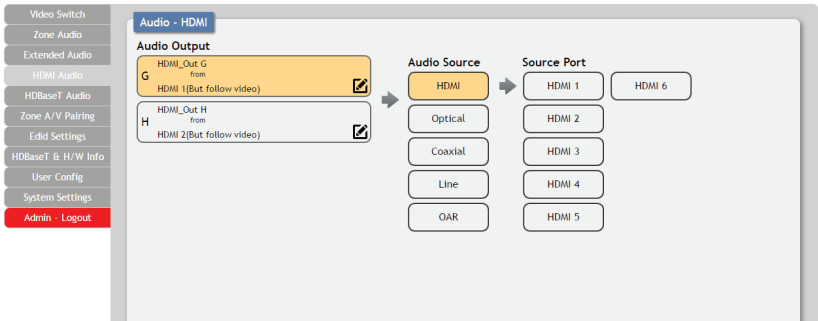 Video Switch
Zone Audio
Extended Audio
HDMI Audio
HDBaseT Audio
Zone A/V Pairing
Edid Settings
HDBaseT & H/W Info
User Config
System Settings
Admin - Logout
Audio - HDMI
Audio Output
HDMI_Out G
G
from
HDMI 1(But follow video)
HDMI_Out H
H
from
HDMI 2(But follow video)
Audio Source
HDMI
Optical
Coaxial
Line
OAR
Source Port
HDMI 1
HDMI 2
HDMI 3
HDMI 4
HDMI 5
HDMI 6